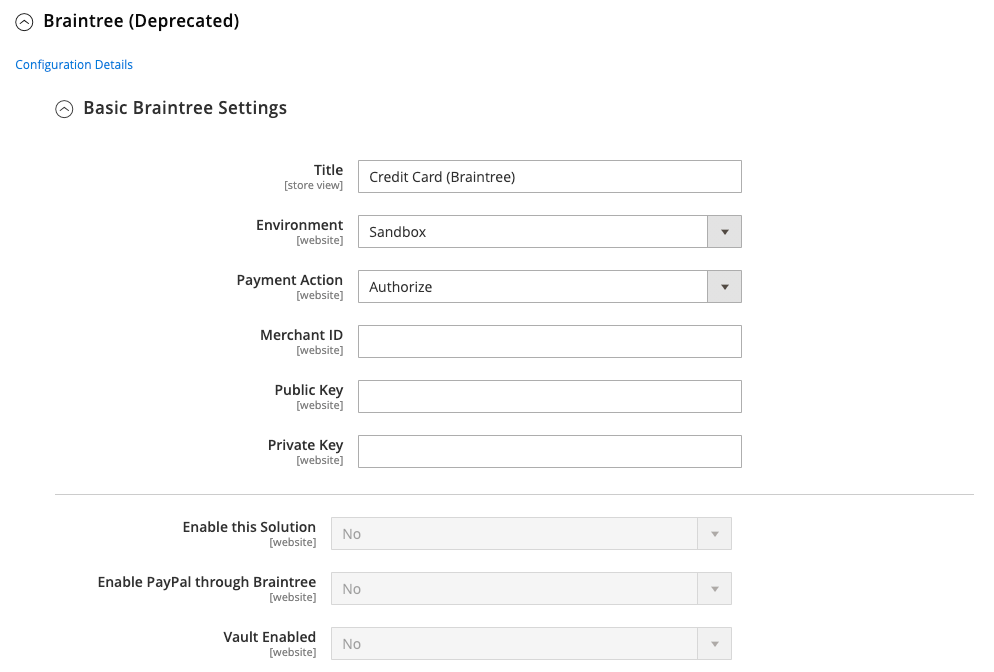 Braintree (Deprecated)
Configuration Details
Basic Braintree Settings
Title
[store view]
Credit Card (Braintree)
Environment
[website]
Sandbox
Payment Action
[website]
Authorize
Merchant ID
[website]
Public Key
[website]
Private Key
[website]
Enable this Solution
[website]
No
Enable PayPal through Braintree
[website]
No
Vault Enabled
[website]
No